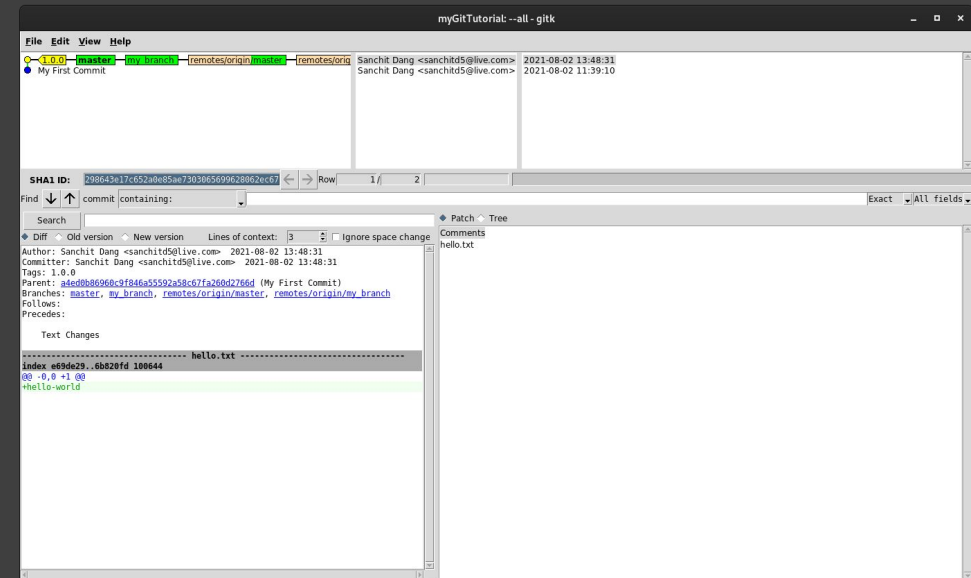 myGitTutorial: --all - gitk
File Edit View Help
1.0.0 master my_branch remotes/origin/master remotes/orig Sanchit Dang <sanchitd5@live.com> 2021-08-02 13:48:31
My First Commit Sanchit Dang <sanchitd5@live.com> 2021-08-02 11:39:10
SHA1 ID: 298643e17c652a0e85ae7303065699628062ec67 Row 1 / 2
Find commit containing: Exact All fields
Search Patch Tree
Diff Old version New version Lines of context: 3 Ignore space change Comments
hello.txt
Author: Sanchit Dang <sanchitd5@live.com> 2021-08-02 13:48:31
Committer: Sanchit Dang <sanchitd5@live.com> 2021-08-02 13:48:31
Tags: 1.0.0
Parent: a4ed0b86960c9f846a55592a58c67fa260d2766d (My First Commit)
Branches: master, my_branch, remotes/origin/master, remotes/origin/my_branch
Follows:
Precedes:
Text Changes
-------------------------------- hello.txt ---------------------------------
index e69de29..6b820fd 100644
@@ -0,0 +1 @@
+hello-world